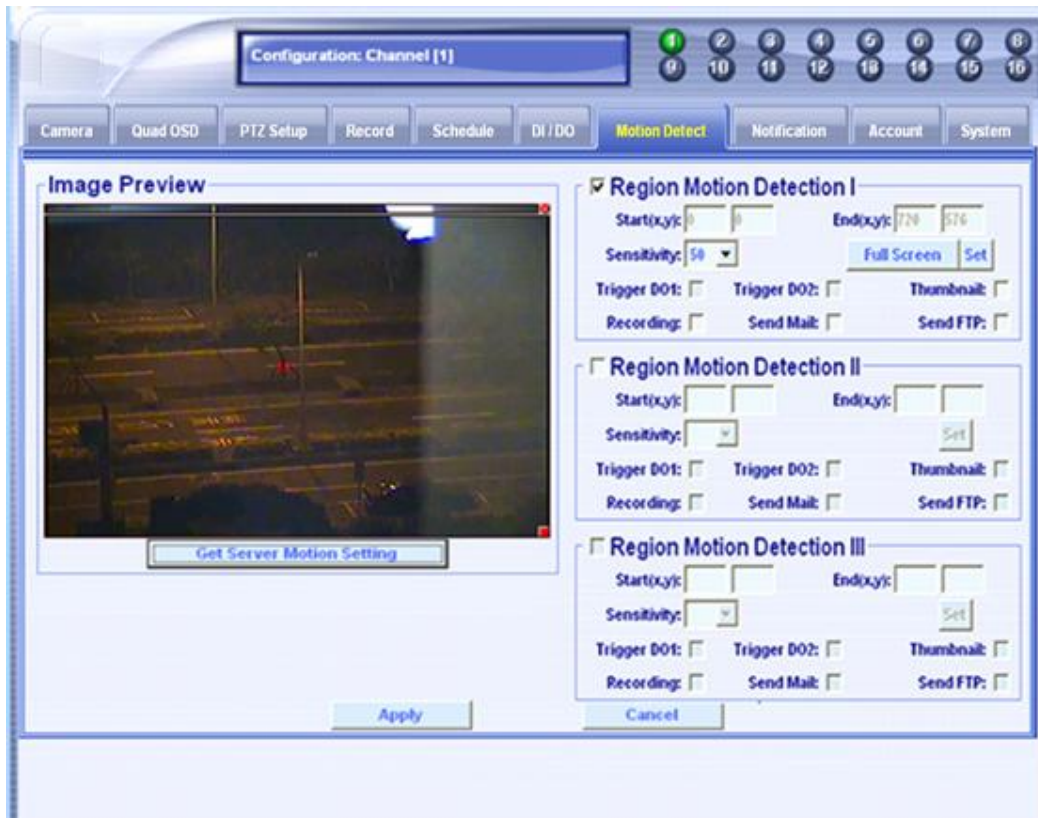 Configuration: Channel [1]
1 2 3 4 5 6 7 8
9 10 11 12 13 14 15 16
Camera Quad OSD PTZ Setup Record Schedule DI / DO Motion Detect Notification Account System
Image Preview
Get Server Motion Setting
Region Motion Detection I
Start(x,y): 0 0 End(x,y): 720 576
Sensitivity: 50 Full Screen Set
Trigger DO1: Trigger DO2: Thumbnail:
Recording: Send Mail: Send FTP:
Region Motion Detection II
Start(x,y): End(x,y):
Sensitivity: Set
Trigger DO1: Trigger DO2: Thumbnail:
Recording: Send Mail: Send FTP:
Region Motion Detection III
Start(x,y): End(x,y):
Sensitivity: Set
Trigger DO1: Trigger DO2: Thumbnail:
Recording: Send Mail: Send FTP:
Apply Cancel